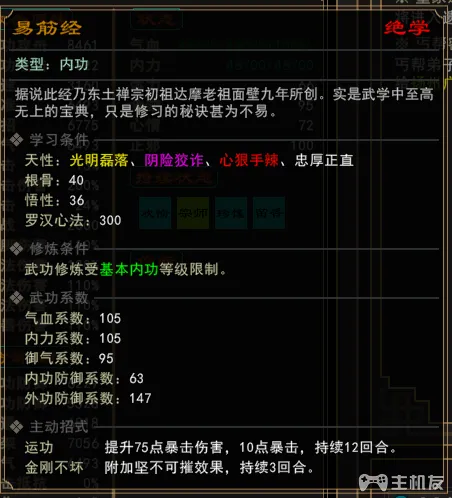 易筋经 绝学
类型：内功
据说此经乃东土禅宗初祖达摩老祖面壁九年所创。实是武学中至高
无上的宝典，只是修习的秘诀甚为不易。
学习条件
天性：光明磊落、阴险狡诈、心狠手辣、忠厚正直
根骨：40
悟性：36
罗汉心法：300
修炼条件
武功修炼受基本内功等级限制。
武功系数
气血系数：105
内力系数：105
御气系数：95
内功防御系数：63
外功防御系数：147
主动招式
运功 提升75点暴击伤害，10点暴击，持续12回合。
金刚不坏 附加坚不可摧效果，持续3回合。
主机友